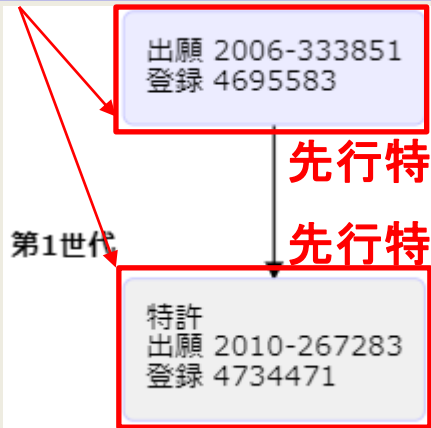 出願 2006-333851
登録 4695583
先行特
第1世代
先行特
特許
出願 2010-267283
登録 4734471